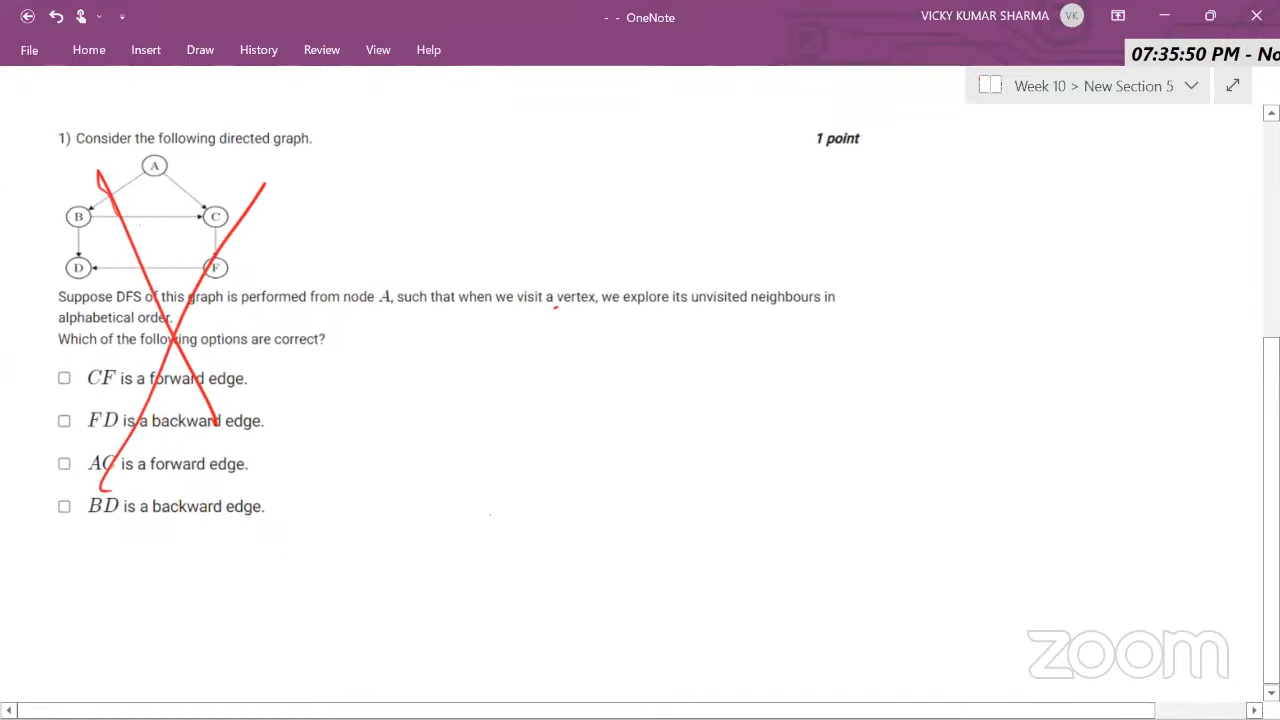 - - OneNote
VICKY KUMAR SHARMA VK
File Home Insert Draw History Review View Help
07:35:50 PM - No
Week 10 > New Section 5
1) Consider the following directed graph.
1 point
A
B C
D F
Suppose DFS of this graph is performed from node A, such that when we visit a vertex, we explore its unvisited neighbours in
alphabetical order.
Which of the following options are correct?
CF is a forward edge.
FD is a backward edge.
AC is a forward edge.
BD is a backward edge.
zoom